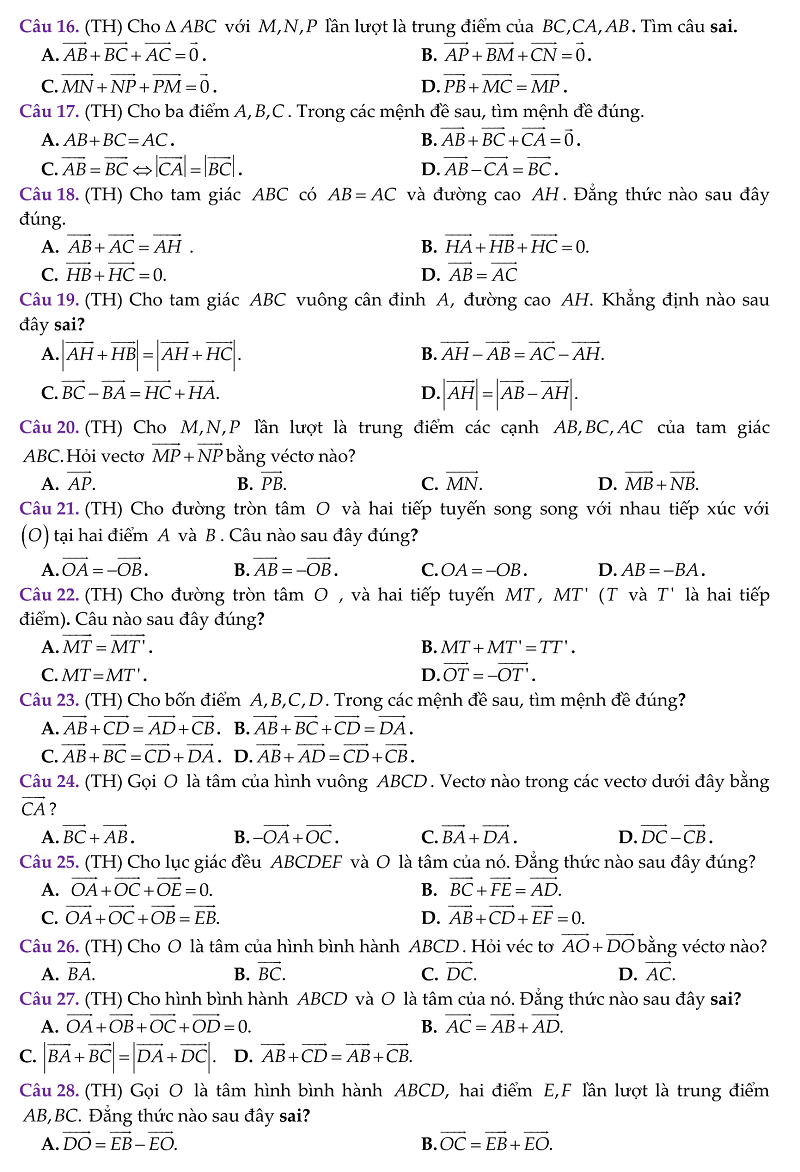 Câu 16. (TH) Cho Δ ABC với M, N, P lần lượt là trung điểm của BC, CA, AB. Tìm câu sai.
A. $\overrightarrow{AB}+\overrightarrow{BC}+\overrightarrow{AC}=\vec{0}$. B. $\overrightarrow{AP}+\overrightarrow{BM}+\overrightarrow{CN}=\vec{0}$.
C. $\overrightarrow{MN}+\overrightarrow{NP}+\overrightarrow{PM}=\vec{0}$. D. $\overrightarrow{PB}+\overrightarrow{MC}=\overrightarrow{MP}$.
Câu 17. (TH) Cho ba điểm A, B, C. Trong các mệnh đề sau, tìm mệnh đề đúng.
A. AB + BC = AC. B. $\overrightarrow{AB}+\overrightarrow{BC}+\overrightarrow{CA}=\vec{0}$.
C. $\overrightarrow{AB}=\overrightarrow{BC}\Leftrightarrow|\overrightarrow{CA}|=|\overrightarrow{BC}|$. D. $\overrightarrow{AB}-\overrightarrow{CA}=\overrightarrow{BC}$.
Câu 18. (TH) Cho tam giác ABC có AB = AC và đường cao AH. Đẳng thức nào sau đây
đúng.
A. $\overrightarrow{AB}+\overrightarrow{AC}=\overrightarrow{AH}$ . B. $\overrightarrow{HA}+\overrightarrow{HB}+\overrightarrow{HC}=0$.
C. $\overrightarrow{HB}+\overrightarrow{HC}=0$. D. $\overrightarrow{AB}=\overrightarrow{AC}$
Câu 19. (TH) Cho tam giác ABC vuông cân đỉnh A, đường cao AH. Khẳng định nào sau
đây sai?
A. $|\overrightarrow{AH}+\overrightarrow{HB}|=|\overrightarrow{AH}+\overrightarrow{HC}|$. B. $\overrightarrow{AH}-\overrightarrow{AB}=\overrightarrow{AC}-\overrightarrow{AH}$.
C. $\overrightarrow{BC}-\overrightarrow{BA}=\overrightarrow{HC}+\overrightarrow{HA}$. D. $|\overrightarrow{AH}|=|\overrightarrow{AB}-\overrightarrow{AH}|$.
Câu 20. (TH) Cho M, N, P lần lượt là trung điểm các cạnh AB, BC, AC của tam giác
ABC. Hỏi vectơ $\overrightarrow{MP}+\overrightarrow{NP}$ bằng véctơ nào?
A. $\overrightarrow{AP}$. B. $\overrightarrow{PB}$. C. $\overrightarrow{MN}$. D. $\overrightarrow{MB}+\overrightarrow{NB}$.
Câu 21. (TH) Cho đường tròn tâm O và hai tiếp tuyến song song với nhau tiếp xúc với
(O) tại hai điểm A và B. Câu nào sau đây đúng?
A. $\overrightarrow{OA}=-\overrightarrow{OB}$. B. $\overrightarrow{AB}=-\overrightarrow{OB}$. C. OA = −OB. D. AB = −BA.
Câu 22. (TH) Cho đường tròn tâm O , và hai tiếp tuyến MT, MT' (T và T' là hai tiếp
điểm). Câu nào sau đây đúng?
A. $\overrightarrow{MT}=\overrightarrow{MT'}$. B. MT + MT' = TT'.
C. MT = MT'. D. $\overrightarrow{OT}=-\overrightarrow{OT'}$.
Câu 23. (TH) Cho bốn điểm A, B, C, D. Trong các mệnh đề sau, tìm mệnh đề đúng?
A. $\overrightarrow{AB}+\overrightarrow{CD}=\overrightarrow{AD}+\overrightarrow{CB}$. B. $\overrightarrow{AB}+\overrightarrow{BC}+\overrightarrow{CD}=\overrightarrow{DA}$.
C. $\overrightarrow{AB}+\overrightarrow{BC}=\overrightarrow{CD}+\overrightarrow{DA}$. D. $\overrightarrow{AB}+\overrightarrow{AD}=\overrightarrow{CD}+\overrightarrow{CB}$.
Câu 24. (TH) Gọi O là tâm của hình vuông ABCD. Vectơ nào trong các vectơ dưới đây bằng
$\overrightarrow{CA}$?
A. $\overrightarrow{BC}+\overrightarrow{AB}$. B. $-\overrightarrow{OA}+\overrightarrow{OC}$. C. $\overrightarrow{BA}+\overrightarrow{DA}$. D. $\overrightarrow{DC}-\overrightarrow{CB}$.
Câu 25. (TH) Cho lục giác đều ABCDEF và O là tâm của nó. Đẳng thức nào sau đây đúng?
A. $\overrightarrow{OA}+\overrightarrow{OC}+\overrightarrow{OE}=0$. B. $\overrightarrow{BC}+\overrightarrow{FE}=\overrightarrow{AD}$.
C. $\overrightarrow{OA}+\overrightarrow{OC}+\overrightarrow{OB}=\overrightarrow{EB}$. D. $\overrightarrow{AB}+\overrightarrow{CD}+\overrightarrow{EF}=0$.
Câu 26. (TH) Cho O là tâm của hình bình hành ABCD. Hỏi véc tơ $\overrightarrow{AO}+\overrightarrow{DO}$ bằng véctơ nào?
A. $\overrightarrow{BA}$. B. $\overrightarrow{BC}$. C. $\overrightarrow{DC}$. D. $\overrightarrow{AC}$.
Câu 27. (TH) Cho hình bình hành ABCD và O là tâm của nó. Đẳng thức nào sau đây sai?
A. $\overrightarrow{OA}+\overrightarrow{OB}+\overrightarrow{OC}+\overrightarrow{OD}=0$. B. $\overrightarrow{AC}=\overrightarrow{AB}+\overrightarrow{AD}$.
C. $|\overrightarrow{BA}+\overrightarrow{BC}|=|\overrightarrow{DA}+\overrightarrow{DC}|$. D. $\overrightarrow{AB}+\overrightarrow{CD}=\overrightarrow{AB}+\overrightarrow{CB}$.
Câu 28. (TH) Gọi O là tâm hình bình hành ABCD, hai điểm E, F lần lượt là trung điểm
AB, BC. Đẳng thức nào sau đây sai?
A. $\overrightarrow{DO}=\overrightarrow{EB}-\overrightarrow{EO}$. B. $\overrightarrow{OC}=\overrightarrow{EB}+\overrightarrow{EO}$.